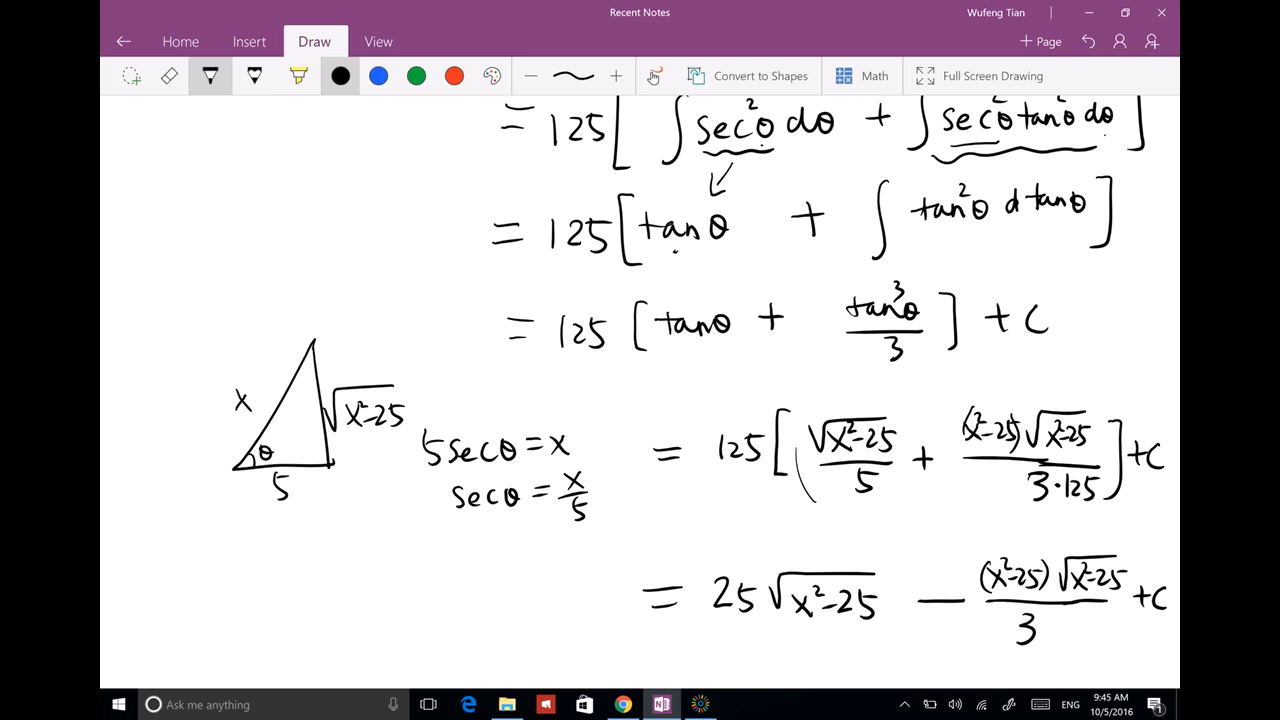 Recent Notes
Wufeng Tian
Home Insert Draw View
+ Page
Convert to Shapes Math Full Screen Drawing
= 125 [ ∫ sec²θ dθ + ∫ sec²θ tan²θ dθ ]
= 125 [ tanθ + ∫ tan²θ d tanθ ]
= 125 [ tanθ + tan³θ / 3 ] + C
x
√(x²-25)
θ
5
5 secθ = x
secθ = x/5
= 125 [ √(x²-25) / 5 + (x²-25)√(x²-25) / 3·125 ] + C
= 25 √(x²-25) — (x²-25)√(x²-25) / 3 + C
Ask me anything
ENG
9:45 AM
10/5/2016